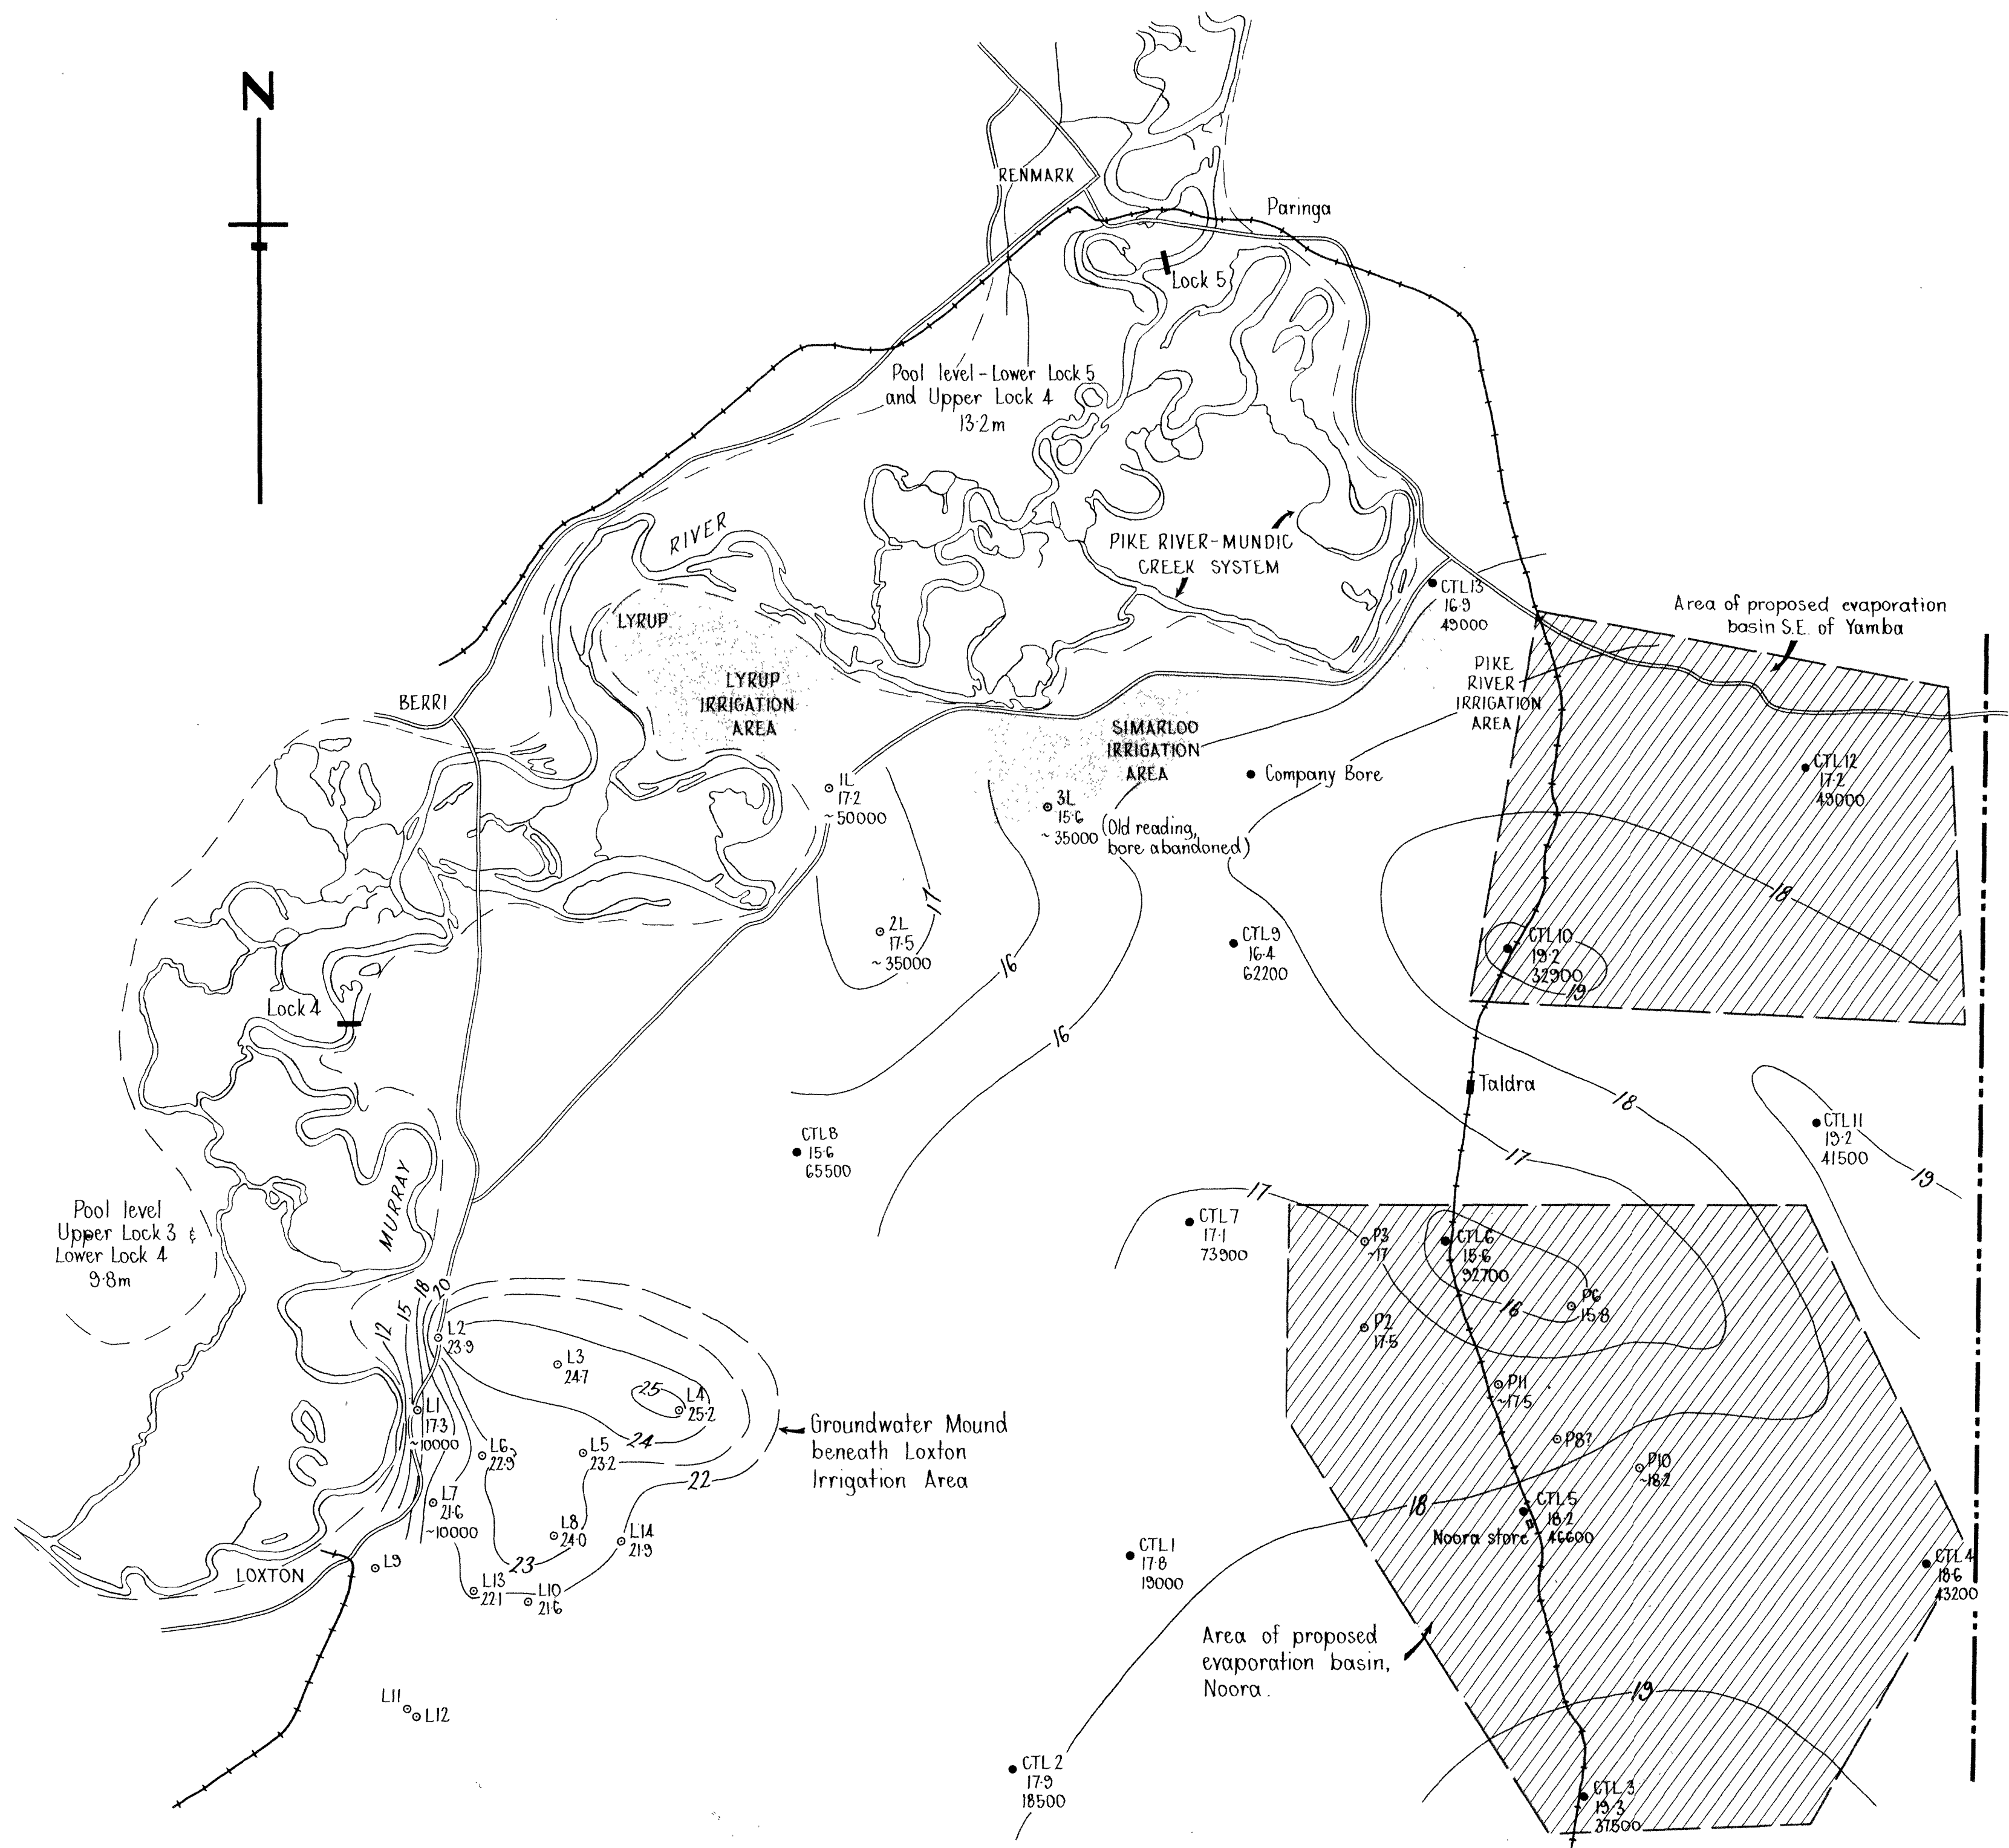 N
RENMARK
Paringa
Lock 5
Pool level - Lower Lock 5
and Upper Lock 4
13·2m
RIVER
PIKE RIVER-MUNDIC
CREEK SYSTEM
CTL13
16·9
49000
Area of proposed evaporation
basin S.E. of Yamba
LYRUP
LYRUP
IRRIGATION
AREA
PIKE
RIVER
IRRIGATION
AREA
BERRI
SIMARLOO
IRRIGATION
AREA
Company Bore
CTL12
17·2
49000
1L
17·2
~50000
3L
15·6
~35000
(Old reading,
bore abandoned)
18
17
2L
17·5
~35000
16
CTL9
16·4
62200
CTL10
19·2
32900
19
Lock 4
16
Taldra
18
CTL11
19·2
41500
CTL8
15·6
65500
17
19
MURRAY
Pool level
Upper Lock 3 &
Lower Lock 4
9·8m
17
CTL7
17·1
73900
P3
~17
CTL6
15·6
92700
16
P6
15·8
P2
17·5
12
15
18
20
L2
23·9
L3
24·7
25
L4
25·2
L1
17·3
~10000
P11
~17·5
Groundwater Mound
beneath Loxton
Irrigation Area
L6
22·9
L5
23·2
24
22
P8?
P10
~18·2
L7
21·6
~10000
L8
24·0
L14
21·9
18
CTL5
18·2
46600
Noora store
CTL1
17·8
19000
CTL4
18·6
43200
LOXTON
L9
23
L13
22·1
L10
21·6
Area of proposed
evaporation basin,
Noora.
19
L11
L12
CTL2
17·9
18500
CTL3
19·3
37500